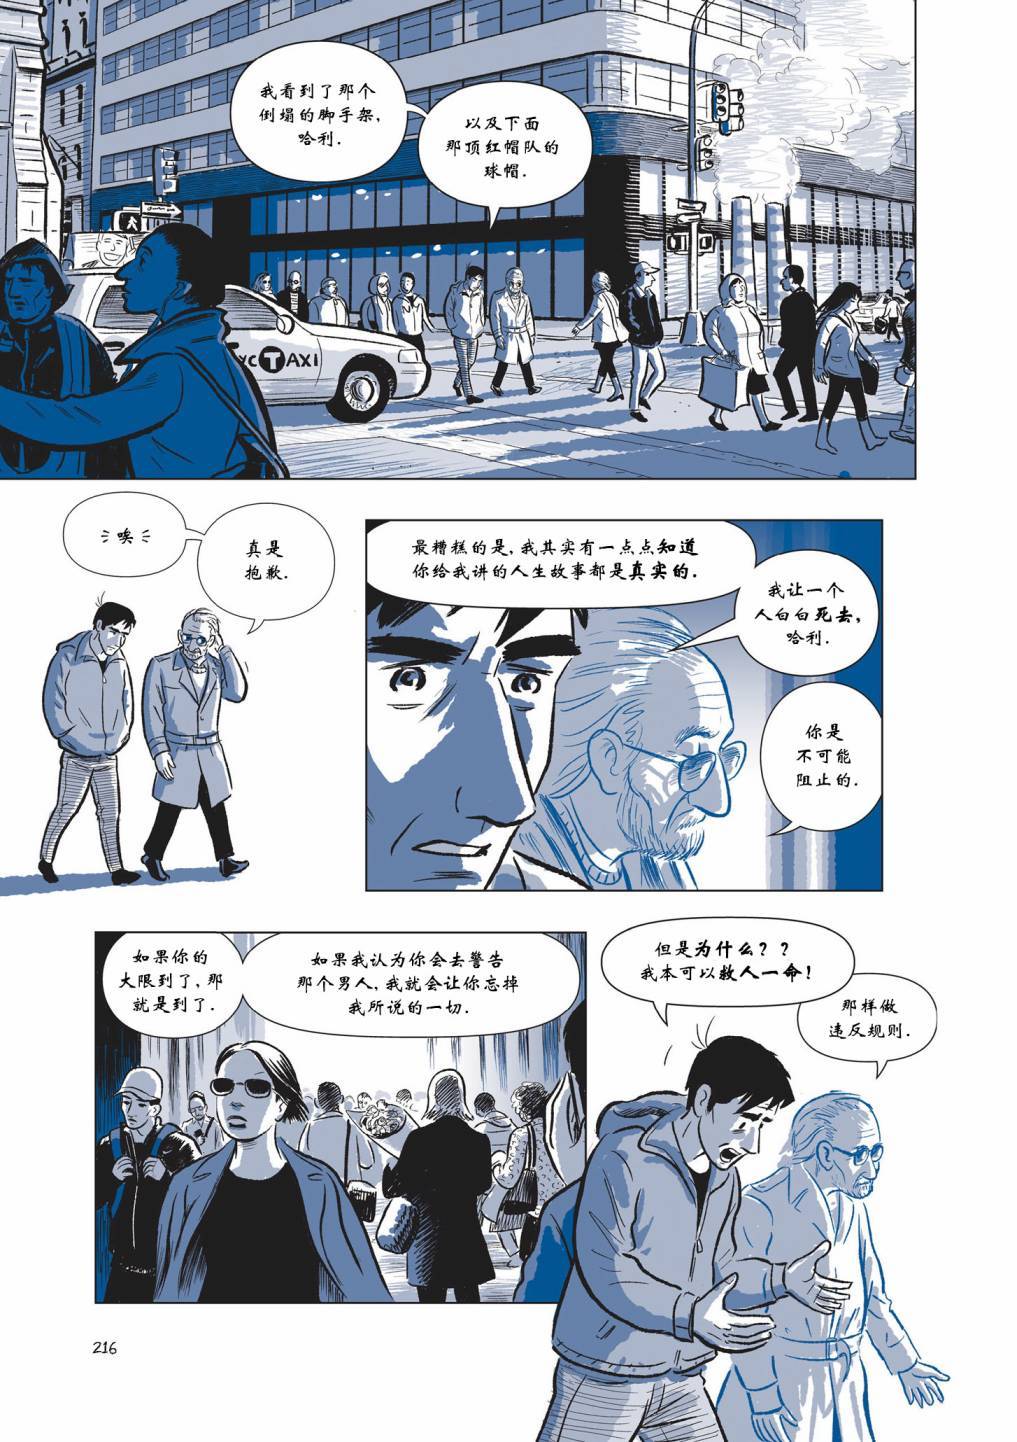 我看到了那个
倒塌的脚手架,
哈利.
以及下面
那顶红帽队的
球帽.
YC TAXI
唉
真是
抱歉.
最糟糕的是, 我其实有一点点知道
你给我讲的人生故事都是真实的.
我让一个
人白白死去,
哈利.
你是
不可能
阻止的.
如果你的
大限到了, 那
就是到了.
如果我认为你会去警告
那个男人, 我就会让你忘掉
我所说的一切.
但是为什么? ?
我本可以救人一命!
那样做
违反规则.
216